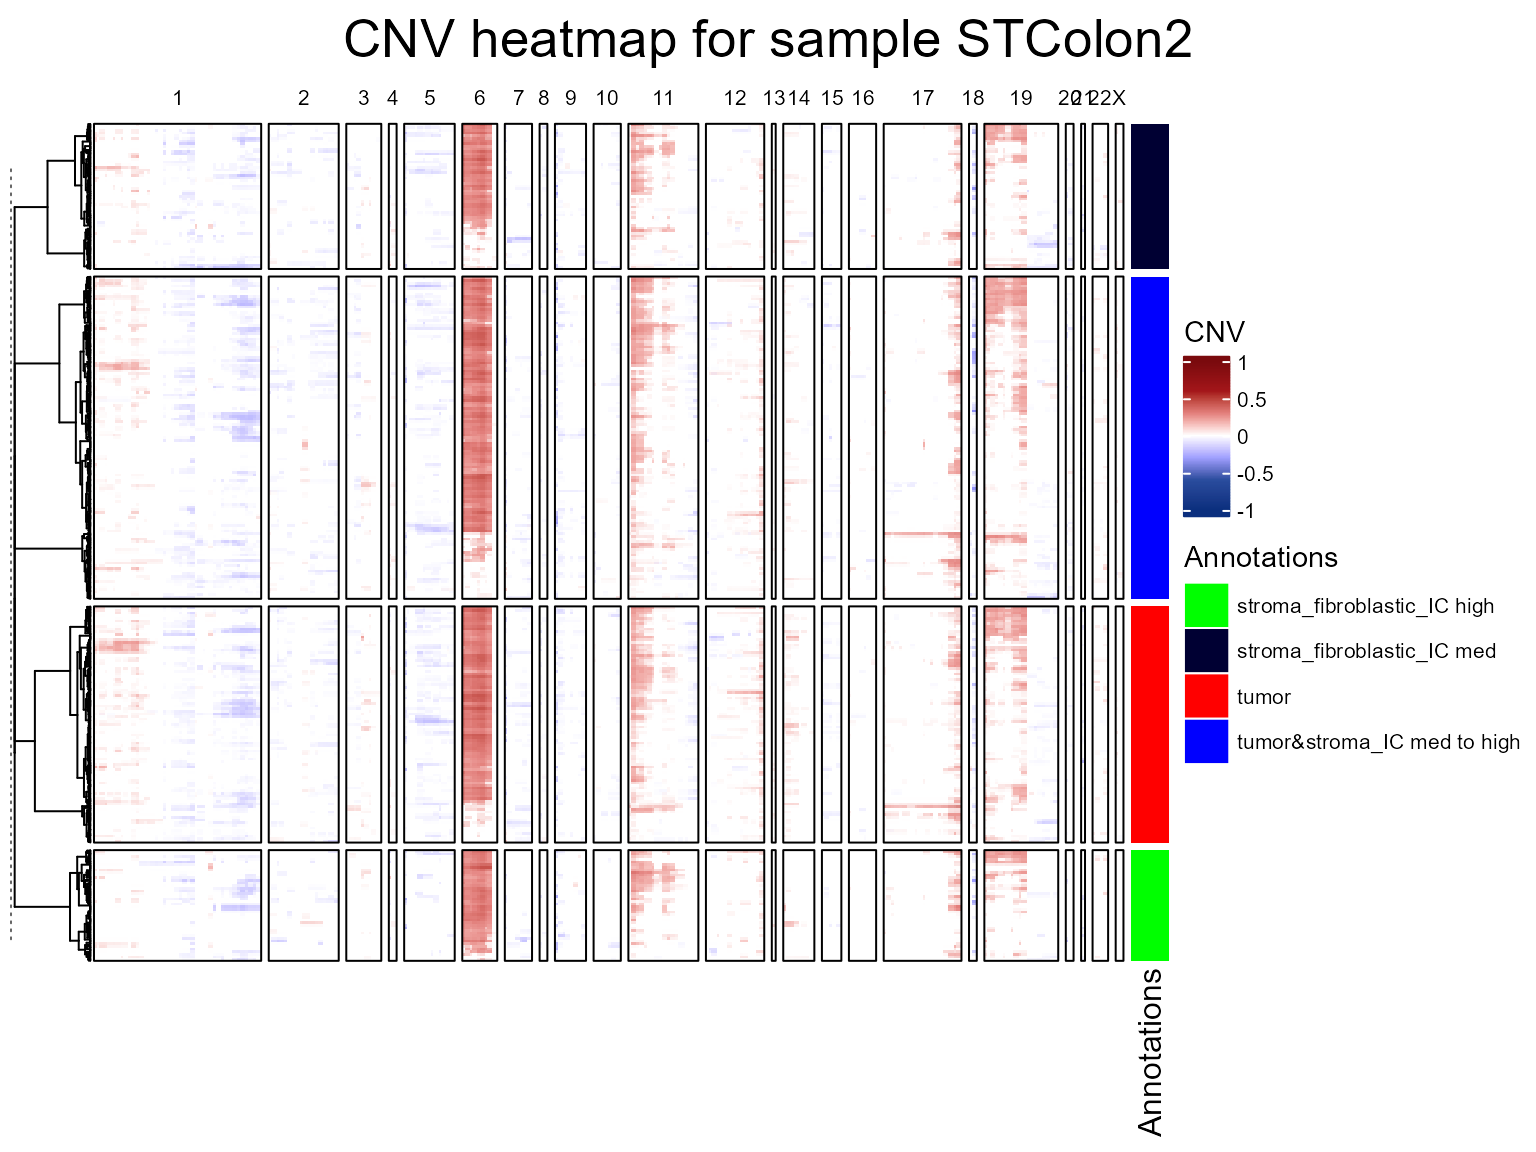 CNV heatmap for sample STColon2
1 2 3 4 5 6 7 8 9 10 11 12 13 14 15 16 17 18 19 20 21 22 X
CNV
1
0.5
0
-0.5
-1
Annotations
stroma_fibroblastic_IC high
stroma_fibroblastic_IC med
tumor
tumor&stroma_IC med to high
Annotations